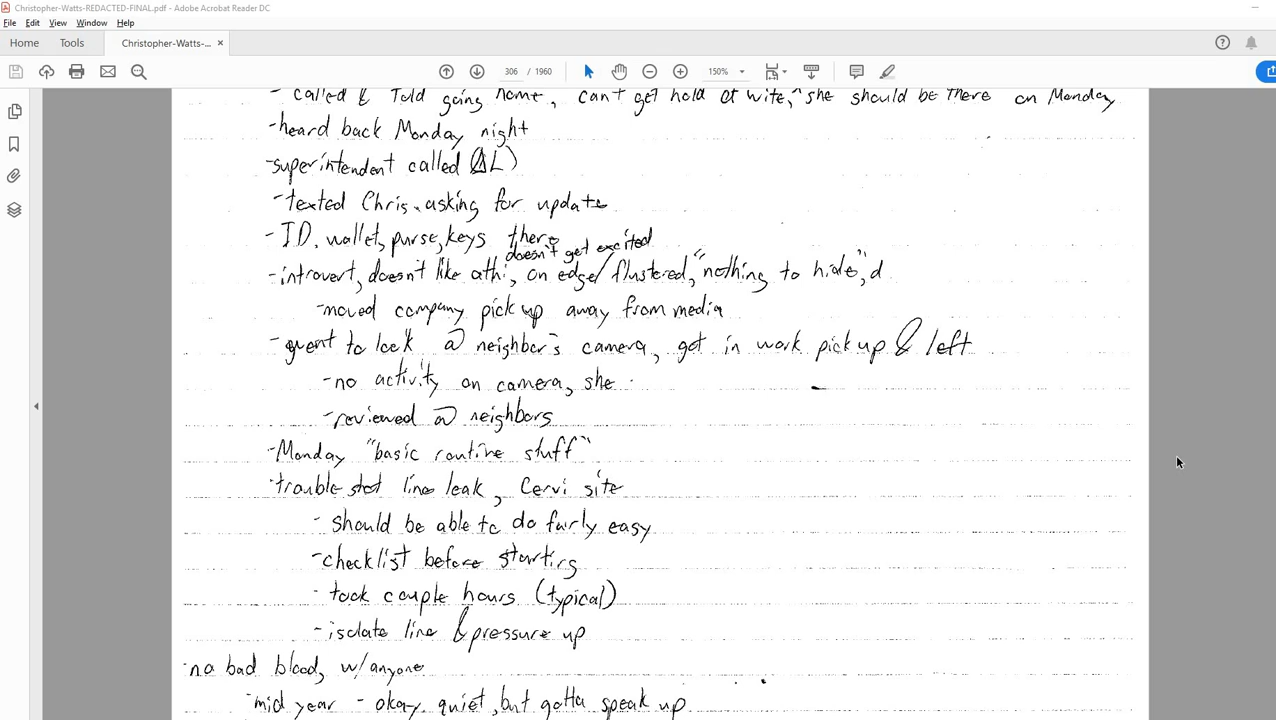 Christopher-Watts-REDACTED-FINAL.pdf - Adobe Acrobat Reader DC
File Edit View Window Help
Home Tools Christopher-Watts-... ×
306 / 1960 150%
- called & Told going home, can't get hold of wife, "she should be there on Monday
-heard back Monday night
-superintendent called (L)
-texted Chris asking for update
- ID, wallet, purse, keys there
doesn't get excited
-introvert, doesn't like, on edge/flustered, "nothing to hide", d
-moved company pickup away from media
-went to look @ neighbor's camera, got in work pickup & left
-no activity on camera, she
-reviewed @ neighbors
-Monday "basic routine stuff"
-trouble shot line leak, Cervi site
- should be able to do fairly easy
-checklist before starting
- took couple hours (typical)
-isolate line & pressure up
-no bad blood, w/anyone
-mid year - okay, quiet, but gotta speak up